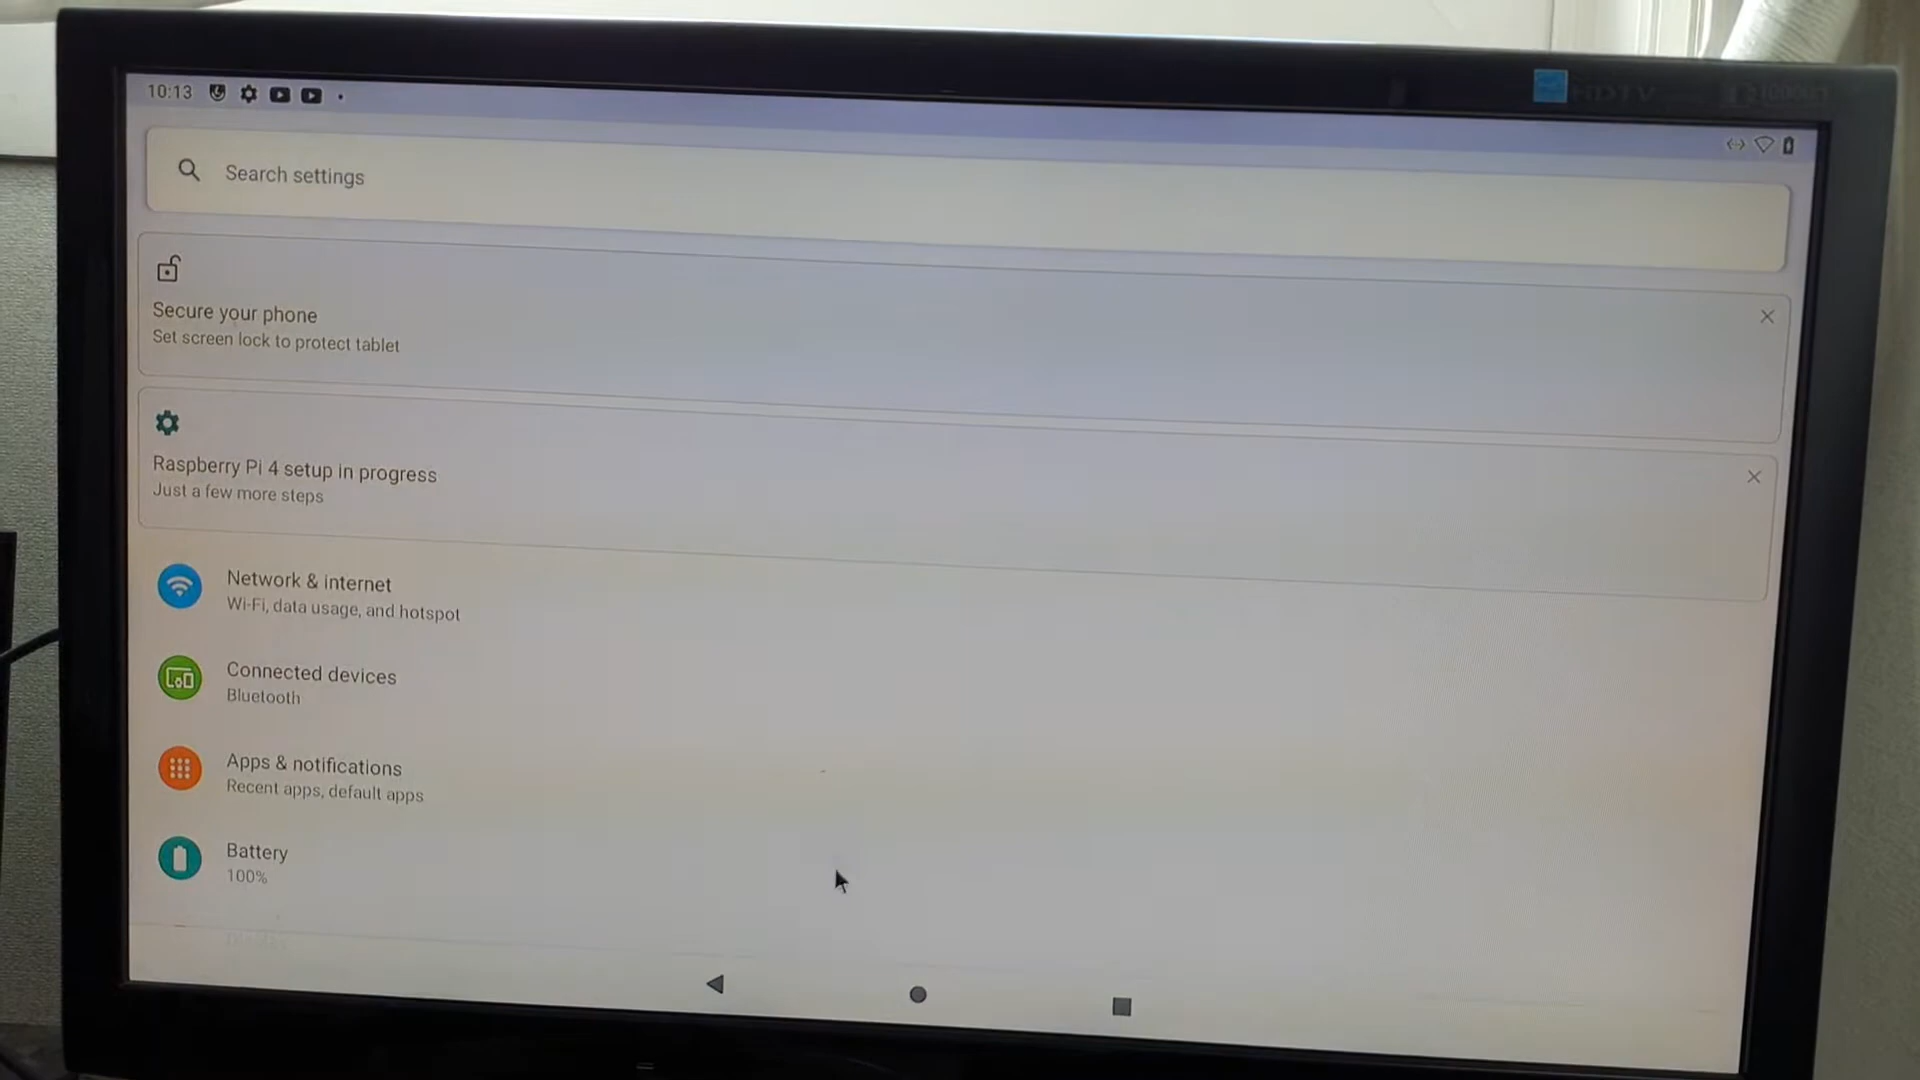 10:13
HDTV
Search settings
Secure your phone
Set screen lock to protect tablet
Raspberry Pi 4 setup in progress
Just a few more steps
Network & internet
Wi-Fi, data usage, and hotspot
Connected devices
Bluetooth
Apps & notifications
Recent apps, default apps
Battery
100%